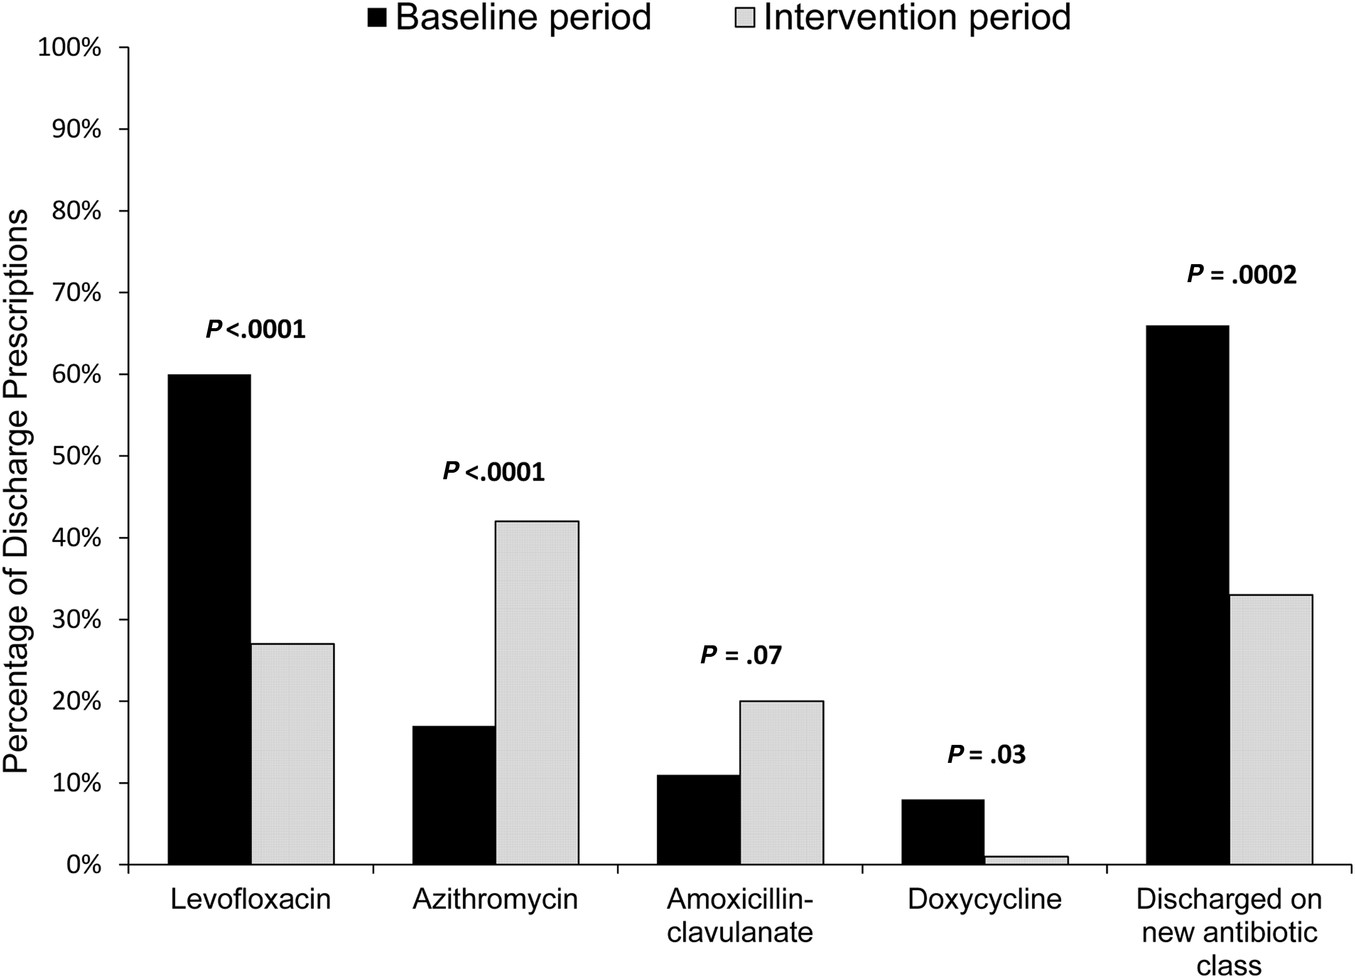 Baseline period
Intervention period
Percentage of Discharge Prescriptions
100%
90%
80%
70%
60%
50%
40%
30%
20%
10%
0%
P <.0001
P <.0001
P = .07
P = .03
P = .0002
Levofloxacin
Azithromycin
Amoxicillin-
clavulanate
Doxycycline
Discharged on
new antibiotic
class